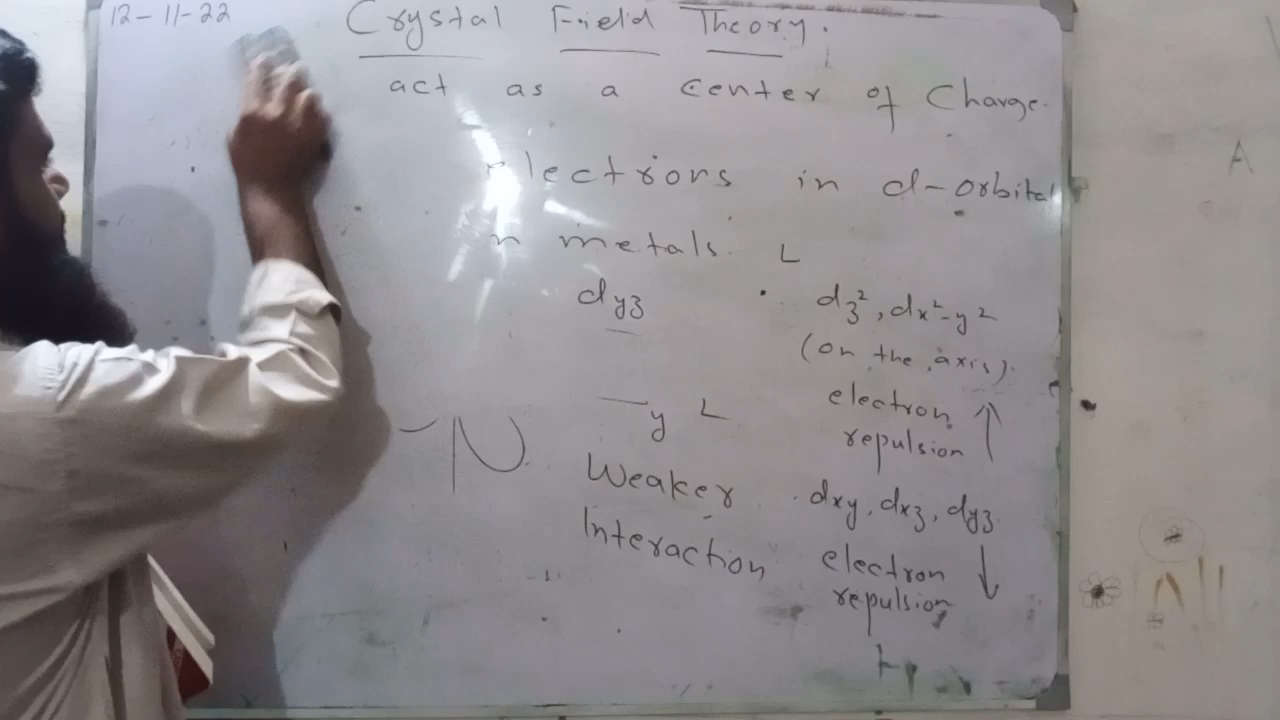 12-11-22
Crystal Field Theory.
act as a center of Charge.
electrons in d-orbital
n metals. L
dyz
dz², dx²-y²
(on the axis).
electron ↑
repulsion
y L
Weaker
Interaction
dxy, dxz, dyz
electron ↓
repulsion
A